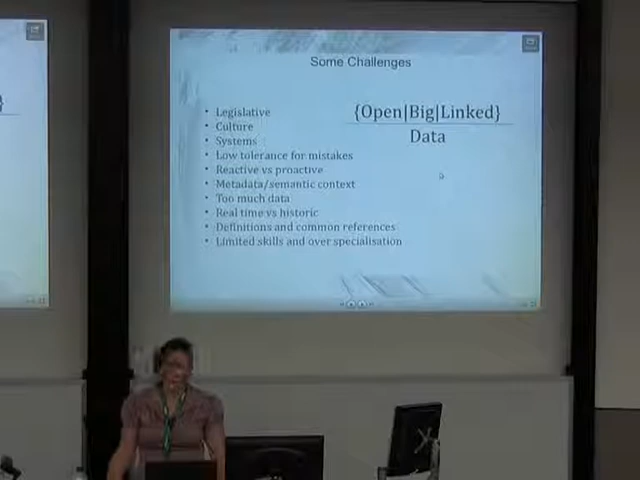 Some Challenges
• Legislative
• Culture
• Systems
• Low tolerance for mistakes
• Reactive vs proactive
• Metadata/semantic context
• Too much data
• Real time vs historic
• Definitions and common references
• Limited skills and over specialisation
{Open|Big|Linked}
Data